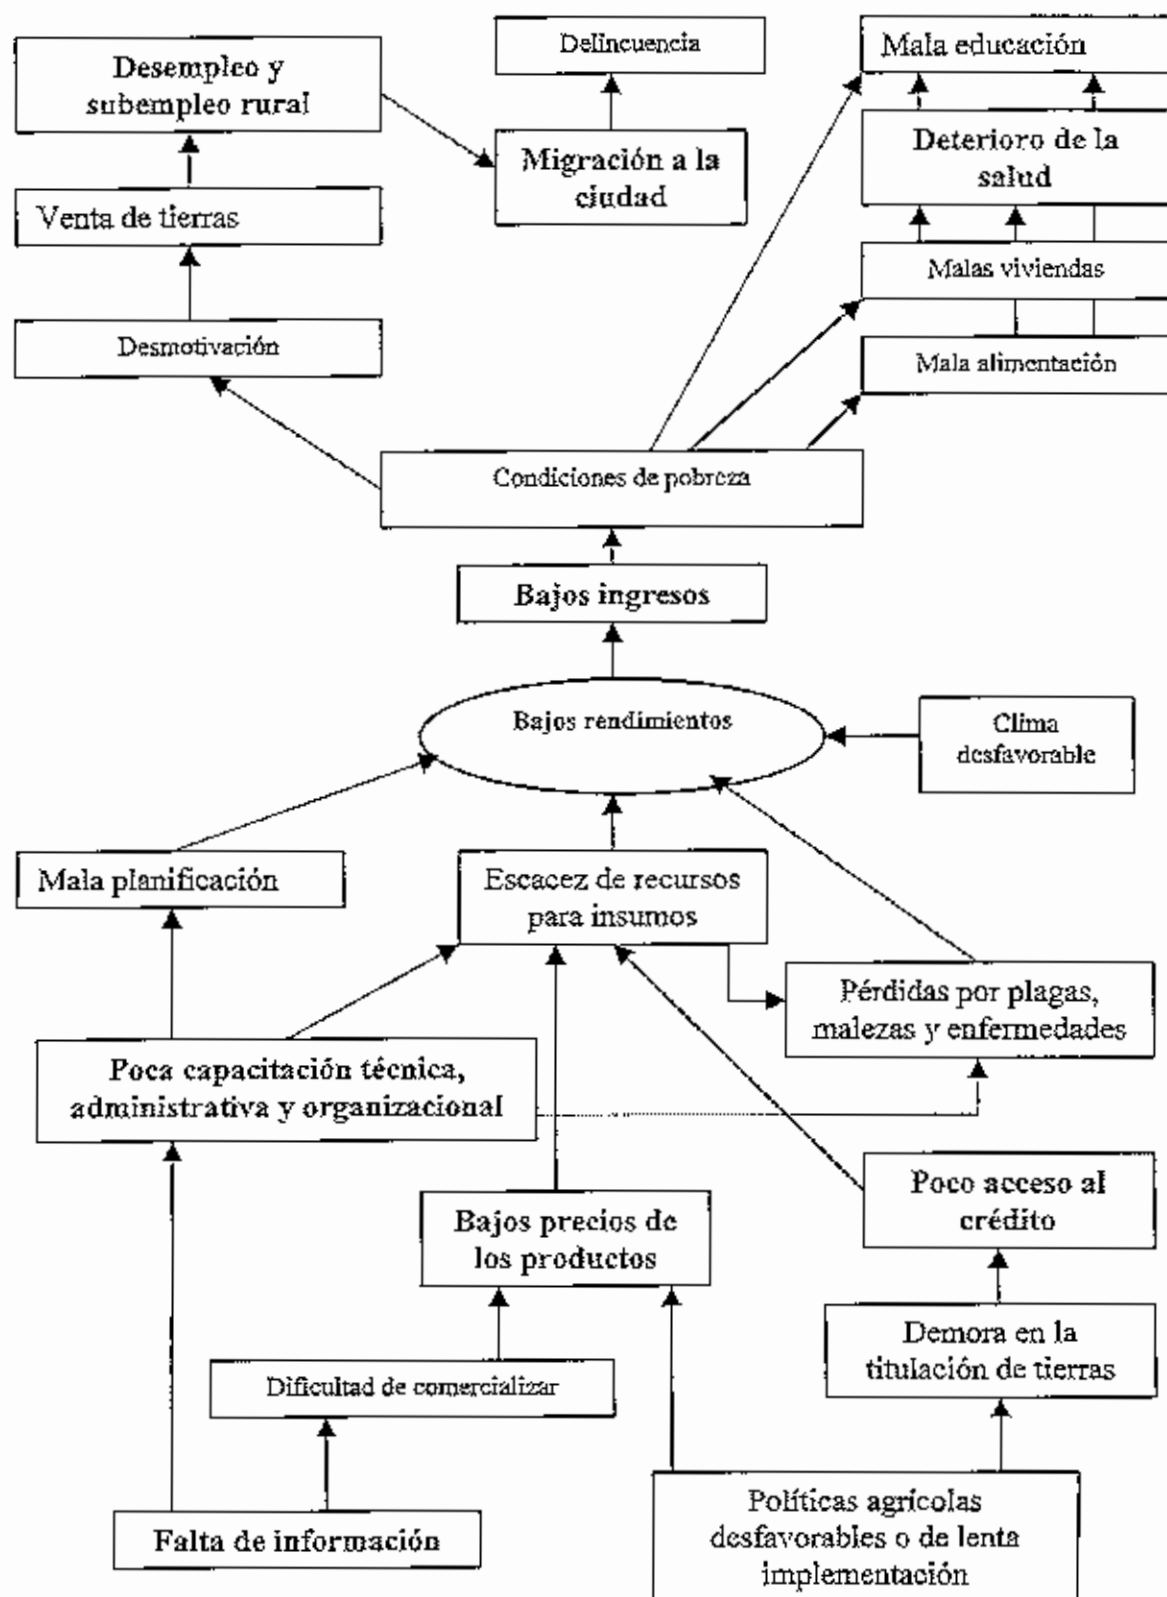 Desempleo y
subempleo rural
Delincuencia
Mala educación
Migración a la
ciudad
Deterioro de la
salud
Venta de tierras
Malas viviendas
Desmotivación
Mala alimentación
Condiciones de pobreza
Bajos ingresos
Bajos rendimientos
Clima
desfavorable
Mala planificación
Escacez de recursos
para insumos
Pérdidas por plagas,
malezas y enfermedades
Poca capacitación técnica,
administrativa y organizacional
Poco acceso al
crédito
Bajos precios de
los productos
Demora en la
titulación de tierras
Dificultad de comercializar
Políticas agrícolas
desfavorables o de lenta
implementación
Falta de información